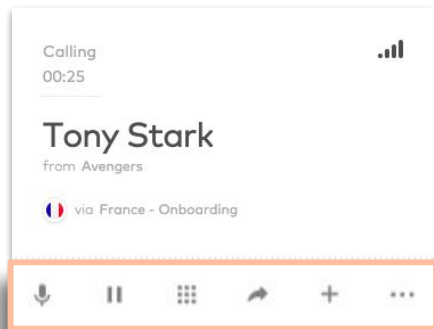 Calling
00:25
Tony Stark
from Avengers
via France - Onboarding